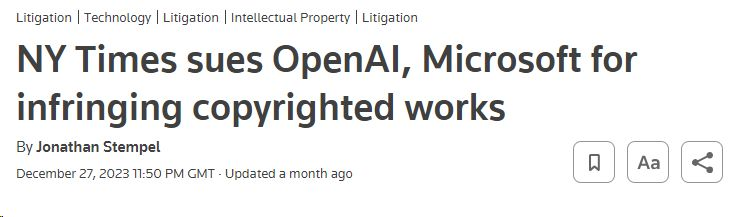 Litigation | Technology | Litigation | Intellectual Property | Litigation
NY Times sues OpenAI, Microsoft for
infringing copyrighted works
By Jonathan Stempel
Aa
December 27, 2023 11:50 PM GMT · Updated a month ago